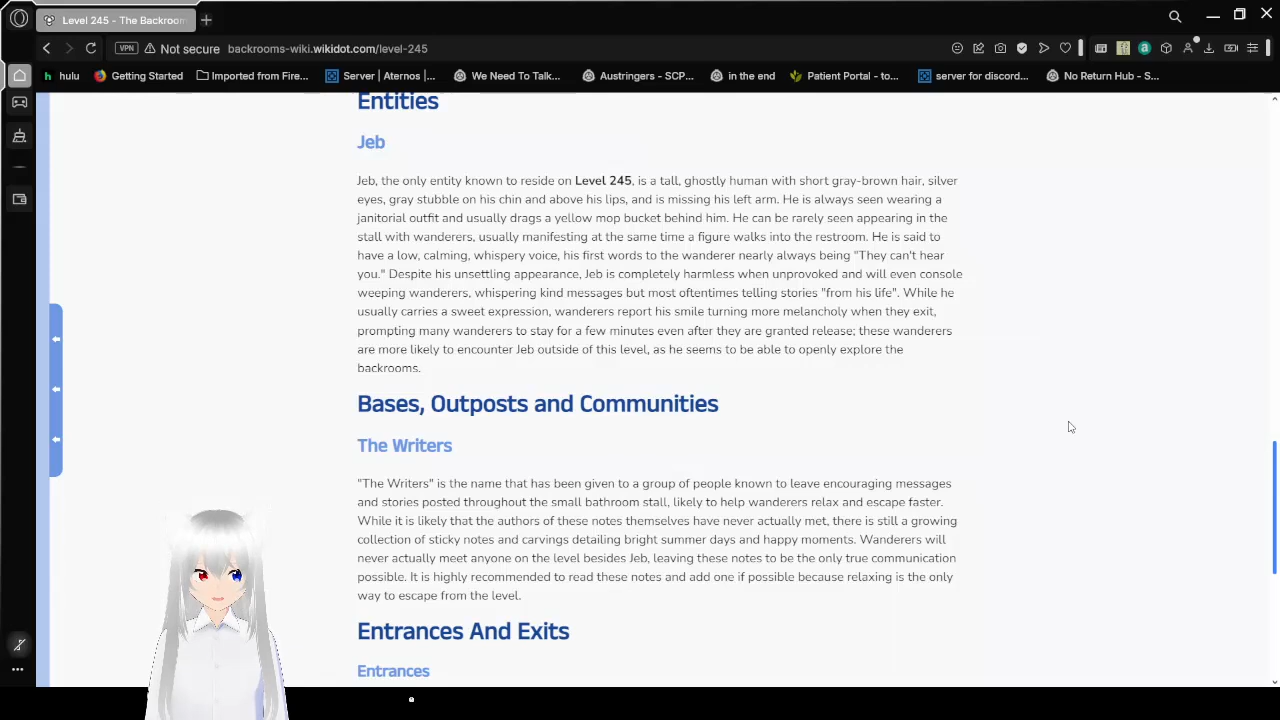 Level 245 - The Backroom
VPN Not secure backrooms-wiki.wikidot.com/level-245
hulu Getting Started Imported from Fire... Server | Aternos |... We Need To Talk... Austringers - SCP... in the end Patient Portal - to... server for discord... No Return Hub - S...
Entities
Jeb
Jeb, the only entity known to reside on Level 245, is a tall, ghostly human with short gray-brown hair, silver
eyes, gray stubble on his chin and above his lips, and is missing his left arm. He is always seen wearing a
janitorial outfit and usually drags a yellow mop bucket behind him. He can be rarely seen appearing in the
stall with wanderers, usually manifesting at the same time a figure walks into the restroom. He is said to
have a low, calming, whispery voice, his first words to the wanderer nearly always being "They can't hear
you." Despite his unsettling appearance, Jeb is completely harmless when unprovoked and will even console
weeping wanderers, whispering kind messages but most oftentimes telling stories "from his life". While he
usually carries a sweet expression, wanderers report his smile turning more melancholy when they exit,
prompting many wanderers to stay for a few minutes even after they are granted release; these wanderers
are more likely to encounter Jeb outside of this level, as he seems to be able to openly explore the
backrooms.
Bases, Outposts and Communities
The Writers
"The Writers" is the name that has been given to a group of people known to leave encouraging messages
and stories posted throughout the small bathroom stall, likely to help wanderers relax and escape faster.
While it is likely that the authors of these notes themselves have never actually met, there is still a growing
collection of sticky notes and carvings detailing bright summer days and happy moments. Wanderers will
never actually meet anyone on the level besides Jeb, leaving these notes to be the only true communication
possible. It is highly recommended to read these notes and add one if possible because relaxing is the only
way to escape from the level.
Entrances And Exits
Entrances